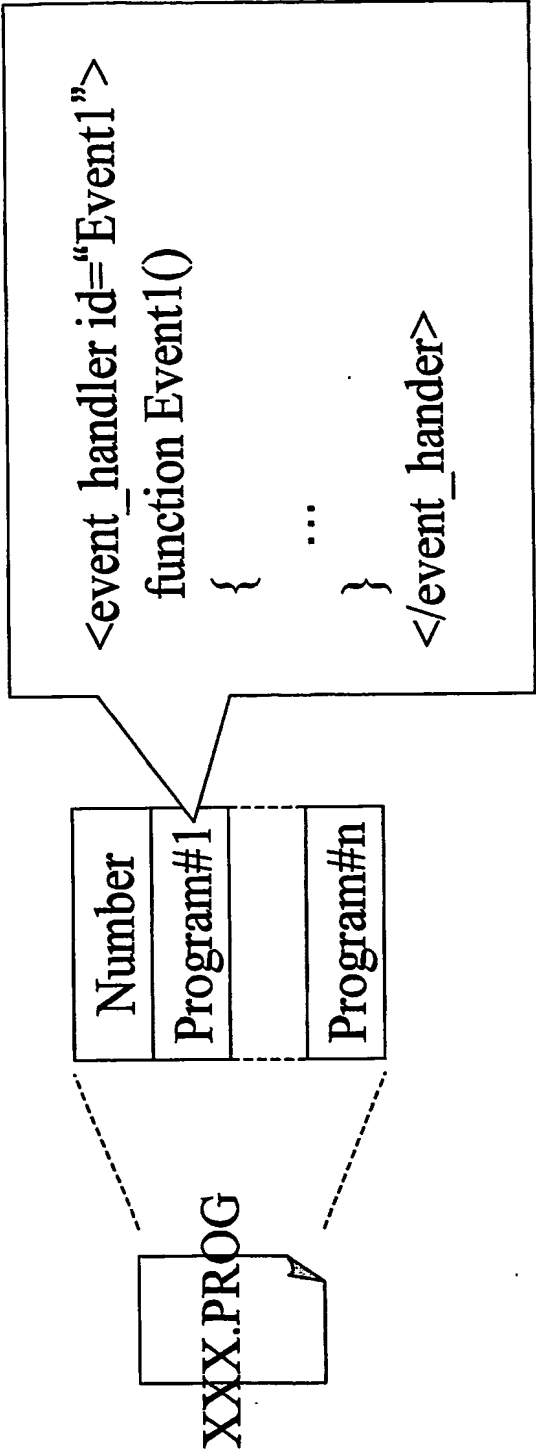 XXX.PROG
Number
Program#1
Program#n
<event_handler id=“Event1”>
function Event1()
{
...
}
</event_hander>